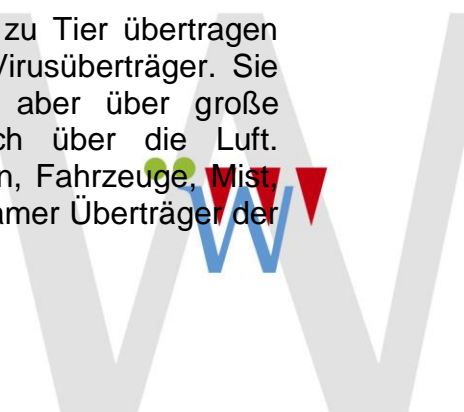 zu Tier übertragen
Virusüberträger. Sie
aber über große
ch über die Luft.
n, Fahrzeuge, Mist,
amer Überträger der